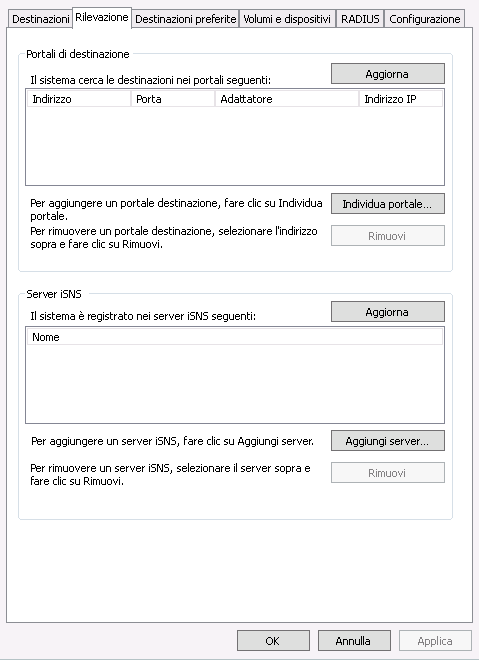 Destinazioni Rilevazione Destinazioni preferite Volumi e dispositivi RADIUS Configurazione
Portali di destinazione
Il sistema cerca le destinazioni nei portali seguenti: Aggiorna
Indirizzo Porta Adattatore Indirizzo IP
Per aggiungere un portale destinazione, fare clic su Individua
portale.
Individua portale...
Per rimuovere un portale destinazione, selezionare l'indirizzo
sopra e fare clic su Rimuovi.
Rimuovi
Server iSNS
Il sistema è registrato nei server iSNS seguenti: Aggiorna
Nome
Per aggiungere un server iSNS, fare clic su Aggiungi server. Aggiungi server...
Per rimuovere un server iSNS, selezionare il server sopra e
fare clic su Rimuovi.
Rimuovi
OK Annulla Applica